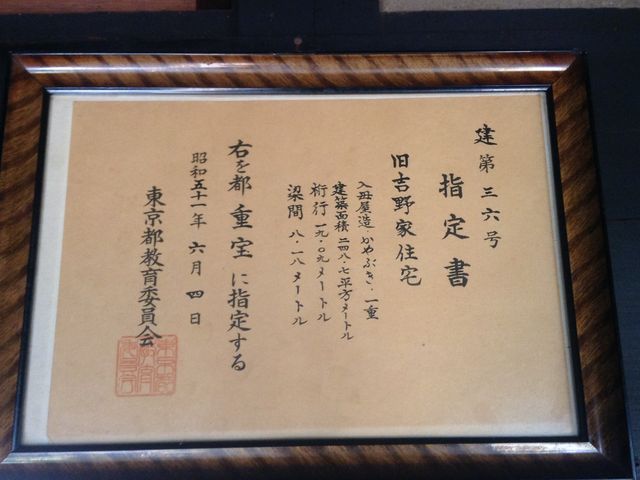 建第三六号
指定書
旧吉野家住宅
入母屋造・かやぶき・一重
建築面積 二四八・七平方メートル
桁行 一九・〇九メートル
梁間 八・一八メートル
右を都重宝に指定する
昭和五十一年六月四日
東京都教育委員会